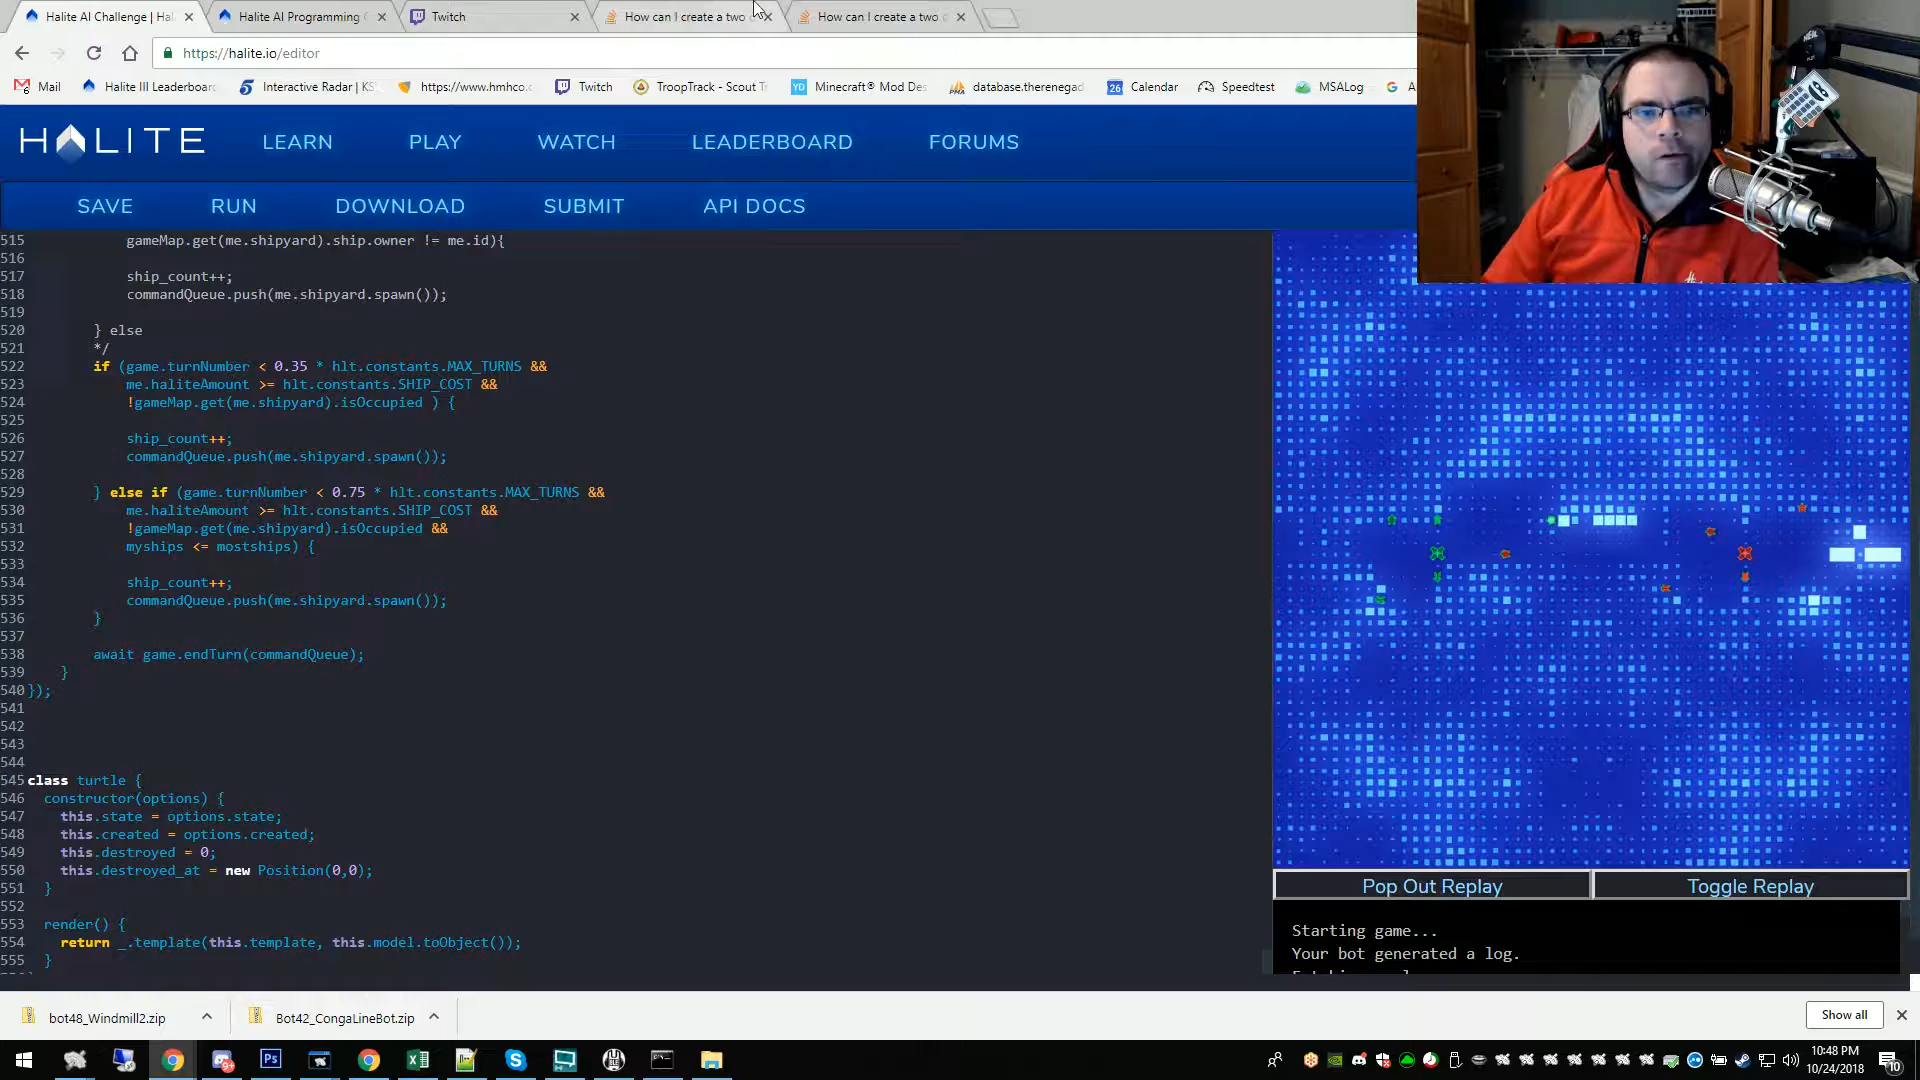 Halite AI Challenge | Hal
Halite AI Programming C
Twitch
How can I create a two
How can I create a two
https://halite.io/editor
Mail
Halite III Leaderboar
Interactive Radar | KS
https://www.hmhco.c
Twitch
TroopTrack - Scout T
Minecraft® Mod Des
database.therenegad
26 Calendar
Speedtest
MSALog
HALITE
LEARN
PLAY
WATCH
LEADERBOARD
FORUMS
SAVE
RUN
DOWNLOAD
SUBMIT
API DOCS
515 gameMap.get(me.shipyard).ship.owner != me.id){
516
517 ship_count++;
518 commandQueue.push(me.shipyard.spawn());
519
520 } else
521 */
522 if (game.turnNumber < 0.35 * hlt.constants.MAX_TURNS &&
523 me.haliteAmount >= hlt.constants.SHIP_COST &&
524 !gameMap.get(me.shipyard).isOccupied ) {
525
526 ship_count++;
527 commandQueue.push(me.shipyard.spawn());
528
529 } else if (game.turnNumber < 0.75 * hlt.constants.MAX_TURNS &&
530 me.haliteAmount >= hlt.constants.SHIP_COST &&
531 !gameMap.get(me.shipyard).isOccupied &&
532 myships <= mostships) {
533
534 ship_count++;
535 commandQueue.push(me.shipyard.spawn());
536 }
537
538 await game.endTurn(commandQueue);
539 }
540 });
541
542
543
544
545 class turtle {
546 constructor(options) {
547 this.state = options.state;
548 this.created = options.created;
549 this.destroyed = 0;
550 this.destroyed_at = new Position(0,0);
551 }
552
553 render() {
554 return _.template(this.template, this.model.toObject());
555 }
Pop Out Replay
Toggle Replay
Starting game...
Your bot generated a log.
bot48_Windmill2.zip
Bot42_CongaLineBot.zip
Show all
10:48 PM
10/24/2018